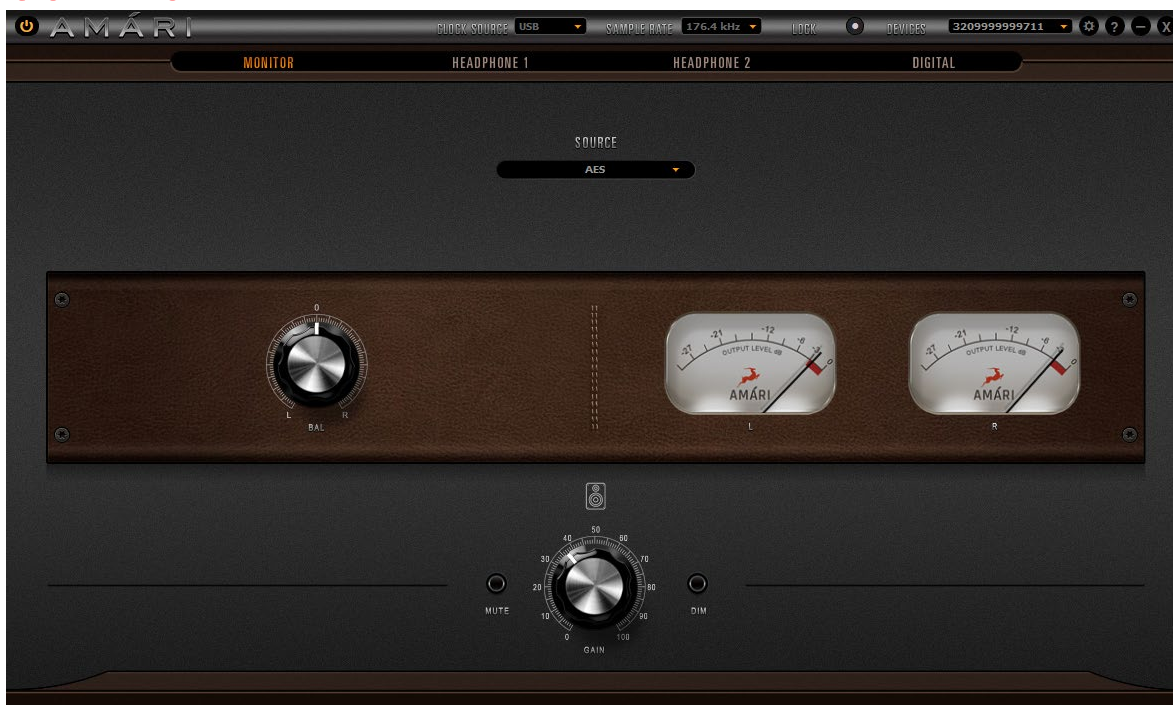 AMÁRI CLOCK SOURCE USB SAMPLE RATE 176.4 kHz LOCK DEVICES 3209999999711 ? – X
MONITOR HEADPHONE 1 HEADPHONE 2 DIGITAL
SOURCE
AES
0
L R
BAL
-27 -21 -12 -6 -3 0
OUTPUT LEVEL dB
AMÁRI
L
-27 -21 -12 -6 -3 0
OUTPUT LEVEL dB
AMÁRI
R
0 10 20 30 40 50 60 70 80 90 100
MUTE
GAIN
DIM